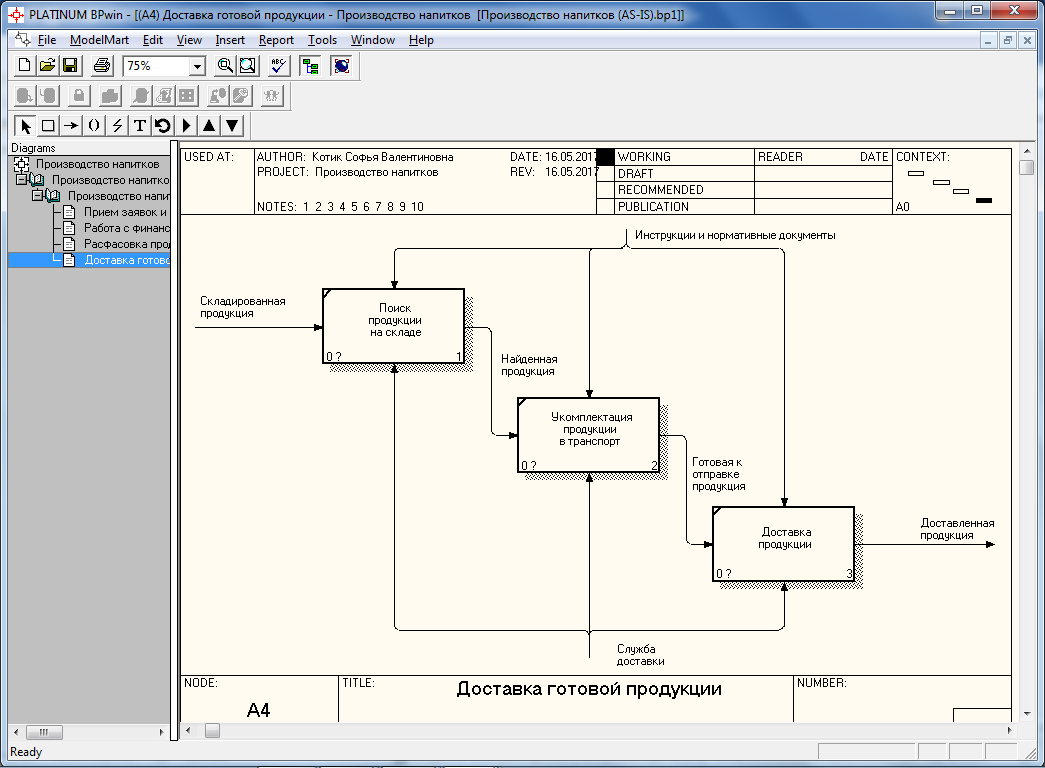 PLATINUM BPwin - [(A4) Доставка готовой продукции - Производство напитков [Производство напитков (AS-IS).bp1]]
File ModelMart Edit View Insert Report Tools Window Help
75%
ABC
T
Diagrams
Производство напитков
Производство напитко
Производство напит
Прием заявок и
Работа с финанс
Расфасовка про
Доставка готово
USED AT:
AUTHOR: Котик Софья Валентиновна
DATE: 16.05.2017
PROJECT: Производство напитков
REV: 16.05.2017
NOTES: 1 2 3 4 5 6 7 8 9 10
WORKING
DRAFT
RECOMMENDED
PUBLICATION
READER DATE
CONTEXT:
A0
Инструкции и нормативные документы
Складированная
продукция
Поиск
продукции
на складе
0 ? 1
Найденная
продукция
Укомплектация
продукции
в транспорт
0 ? 2
Готовая к
отправке
продукция
Доставка
продукции
0 ? 3
Доставленная
продукция
Служба
доставки
NODE:
A4
TITLE:
Доставка готовой продукции
NUMBER:
Ready